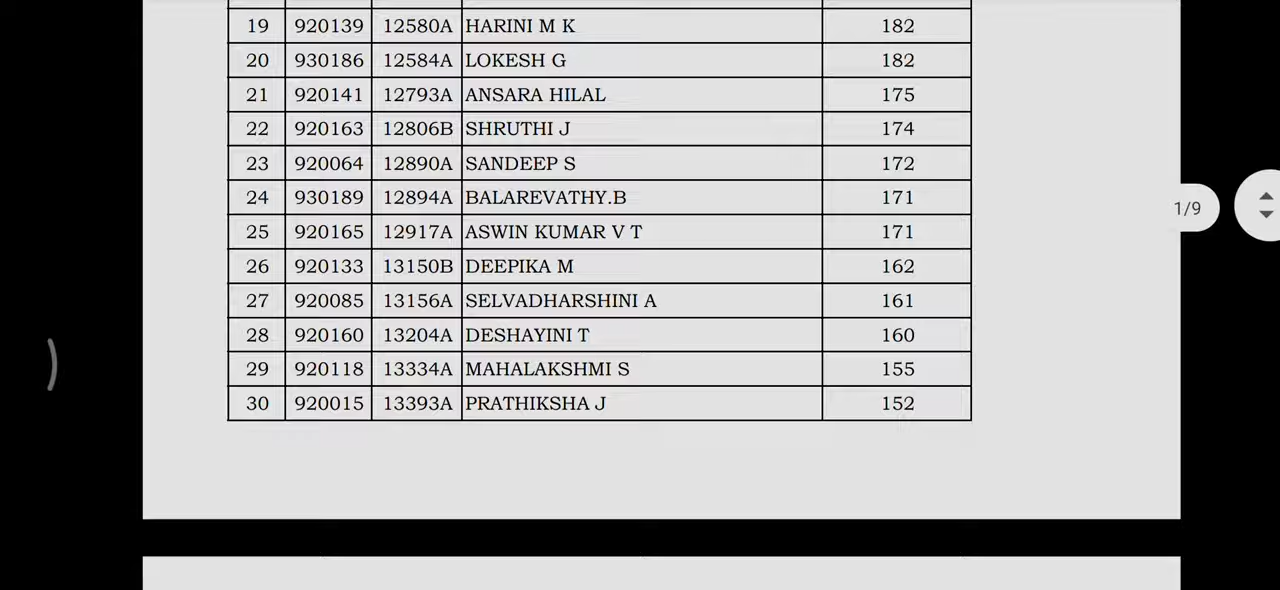 19 920139 12580A HARINI M K 182
20 930186 12584A LOKESH G 182
21 920141 12793A ANSARA HILAL 175
22 920163 12806B SHRUTHI J 174
23 920064 12890A SANDEEP S 172
24 930189 12894A BALAREVATHY.B 171
25 920165 12917A ASWIN KUMAR V T 171
26 920133 13150B DEEPIKA M 162
27 920085 13156A SELVADHARSHINI A 161
28 920160 13204A DESHAYINI T 160
29 920118 13334A MAHALAKSHMI S 155
30 920015 13393A PRATHIKSHA J 152
1/9